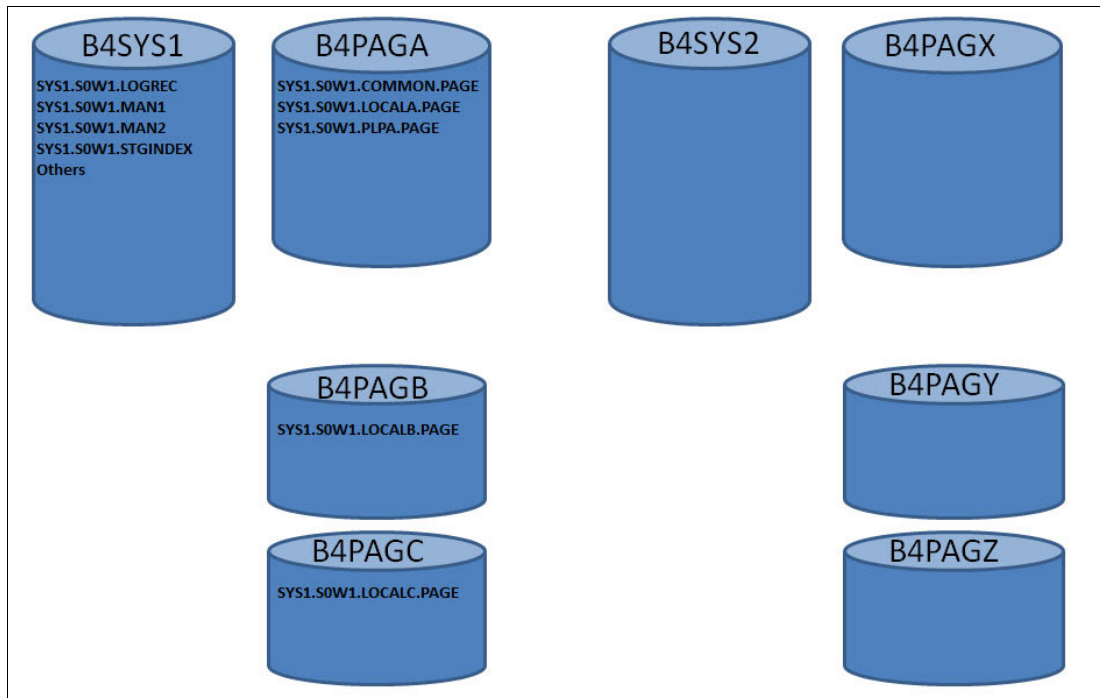 B4SYS1
SYS1.S0W1.LOGREC
SYS1.S0W1.MAN1
SYS1.S0W1.MAN2
SYS1.S0W1.STGINDEX
Others
B4PAGA
SYS1.S0W1.COMMON.PAGE
SYS1.S0W1.LOCALA.PAGE
SYS1.S0W1.PLPA.PAGE
B4SYS2
B4PAGX
B4PAGB
SYS1.S0W1.LOCALB.PAGE
B4PAGY
B4PAGC
SYS1.S0W1.LOCALC.PAGE
B4PAGZ